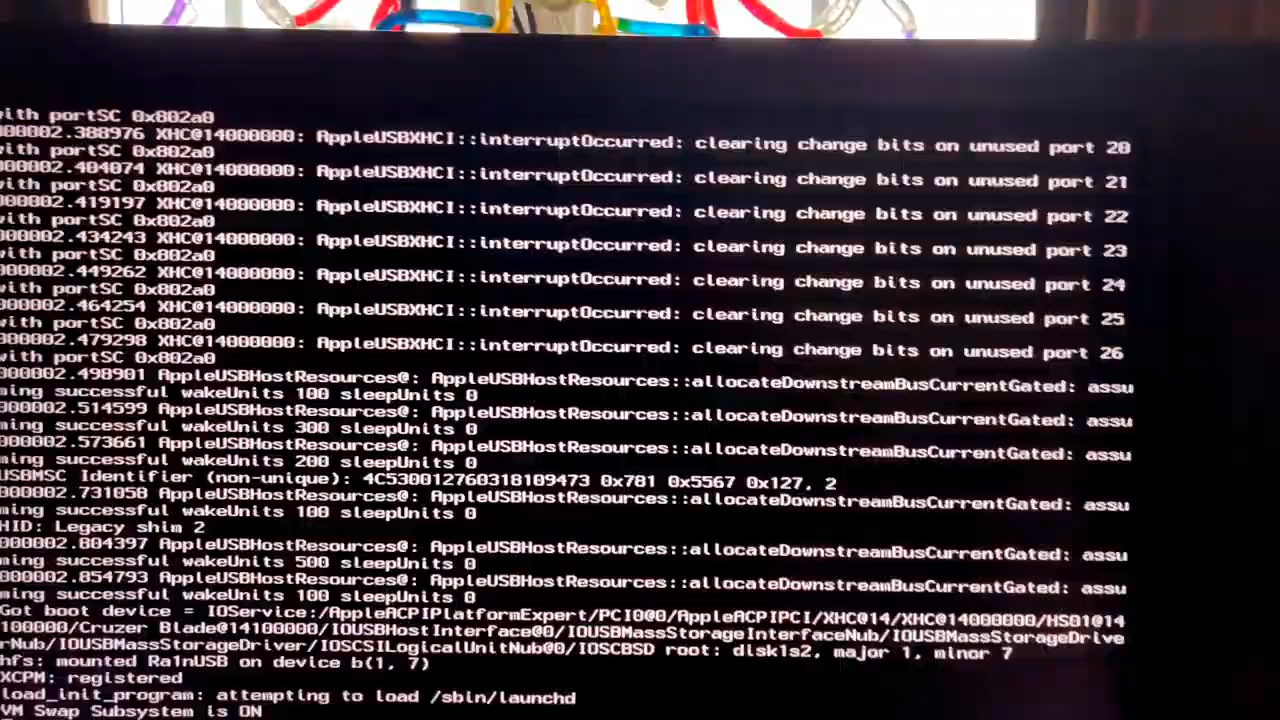 with portSC 0x802a0
000002.388976 XHC@14000000: AppleUSBXHCI::interruptOccurred: clearing change bits on unused port 20
with portSC 0x802a0
000002.404074 XHC@14000000: AppleUSBXHCI::interruptOccurred: clearing change bits on unused port 21
with portSC 0x802a0
000002.419197 XHC@14000000: AppleUSBXHCI::interruptOccurred: clearing change bits on unused port 22
with portSC 0x802a0
000002.434243 XHC@14000000: AppleUSBXHCI::interruptOccurred: clearing change bits on unused port 23
with portSC 0x802a0
000002.449262 XHC@14000000: AppleUSBXHCI::interruptOccurred: clearing change bits on unused port 24
with portSC 0x802a0
000002.464254 XHC@14000000: AppleUSBXHCI::interruptOccurred: clearing change bits on unused port 25
with portSC 0x802a0
000002.479298 XHC@14000000: AppleUSBXHCI::interruptOccurred: clearing change bits on unused port 26
with portSC 0x802a0
000002.498901 AppleUSBHostResources@: AppleUSBHostResources::allocateDownstreamBusCurrentGated: assu
ming successful wakeUnits 100 sleepUnits 0
000002.514599 AppleUSBHostResources@: AppleUSBHostResources::allocateDownstreamBusCurrentGated: assu
ming successful wakeUnits 300 sleepUnits 0
000002.573661 AppleUSBHostResources@: AppleUSBHostResources::allocateDownstreamBusCurrentGated: assu
ming successful wakeUnits 200 sleepUnits 0
USBMSC Identifier (non-unique): 4C530012760318109473 0x781 0x5567 0x127, 2
000002.731058 AppleUSBHostResources@: AppleUSBHostResources::allocateDownstreamBusCurrentGated: assu
ming successful wakeUnits 100 sleepUnits 0
HID: Legacy shim 2
000002.804397 AppleUSBHostResources@: AppleUSBHostResources::allocateDownstreamBusCurrentGated: assu
ming successful wakeUnits 500 sleepUnits 0
000002.854793 AppleUSBHostResources@: AppleUSBHostResources::allocateDownstreamBusCurrentGated: assu
ming successful wakeUnits 100 sleepUnits 0
Got boot device = IOService:/AppleACPIPlatformExpert/PCI0@0/AppleACPIPCI/XHC@14/XHC@14000000/HS01@14
100000/Cruzer Blade@14100000/IOUSBHostInterface@0/IOUSBMassStorageInterfaceNub/IOUSBMassStorageDrive
rNub/IOUSBMassStorageDriver/IOSCSILogicalUnitNub@0/IOSCBSD root: disk1s2, major 1, minor 7
hfs: mounted Ra1nUSB on device b(1, 7)
XCPM: registered
load_init_program: attempting to load /sbin/launchd
VM Swap Subsystem is ON